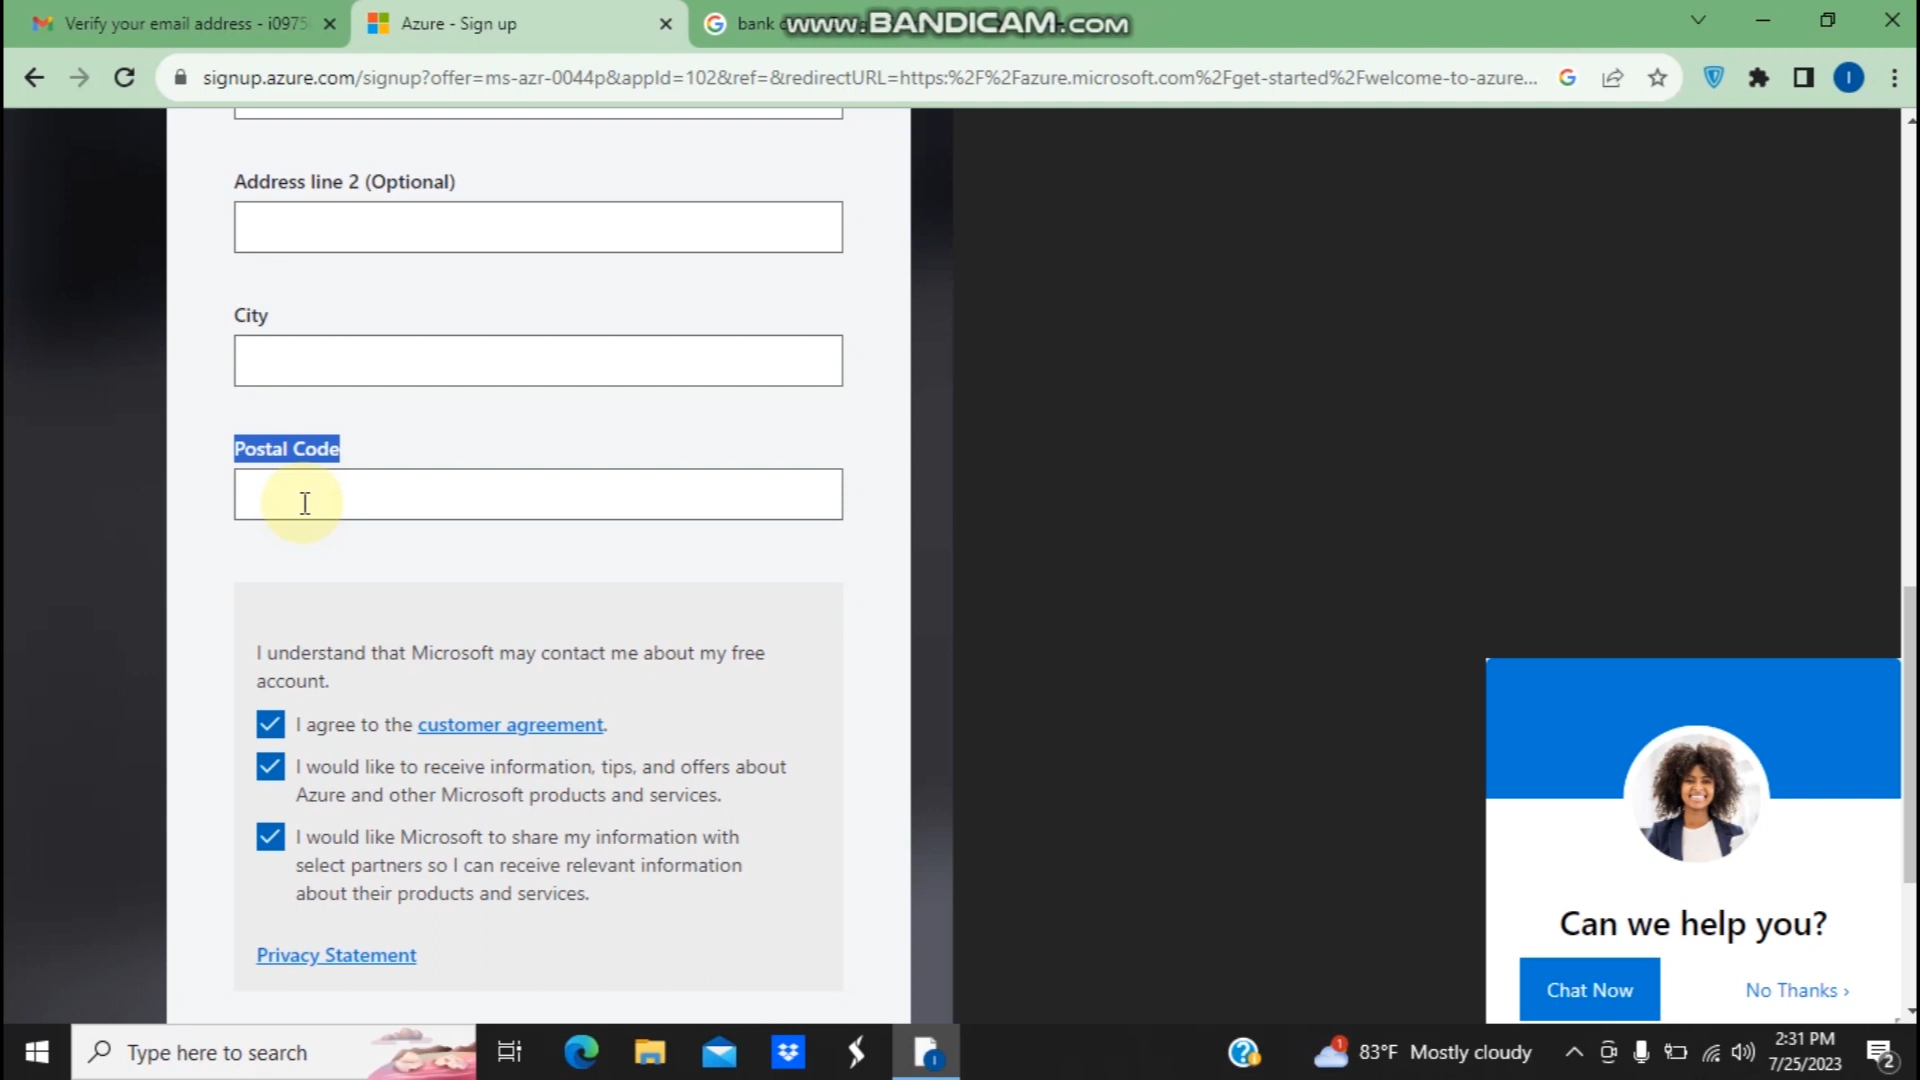 Verify your email address - i0975
Azure - Sign up
bank
www.BANDICAM.com
signup.azure.com/signup?offer=ms-azr-0044p&appId=102&ref=&redirectURL=https:%2F%2Fazure.microsoft.com%2Fget-started%2Fwelcome-to-azure...
I
Address line 2 (Optional)
City
Postal Code
I understand that Microsoft may contact me about my free
account.
I agree to the customer agreement.
I would like to receive information, tips, and offers about
Azure and other Microsoft products and services.
I would like Microsoft to share my information with
select partners so I can receive relevant information
about their products and services.
Privacy Statement
Can we help you?
Chat Now
No Thanks ›
Type here to search
I
1
83°F Mostly cloudy
2:31 PM
7/25/2023
2